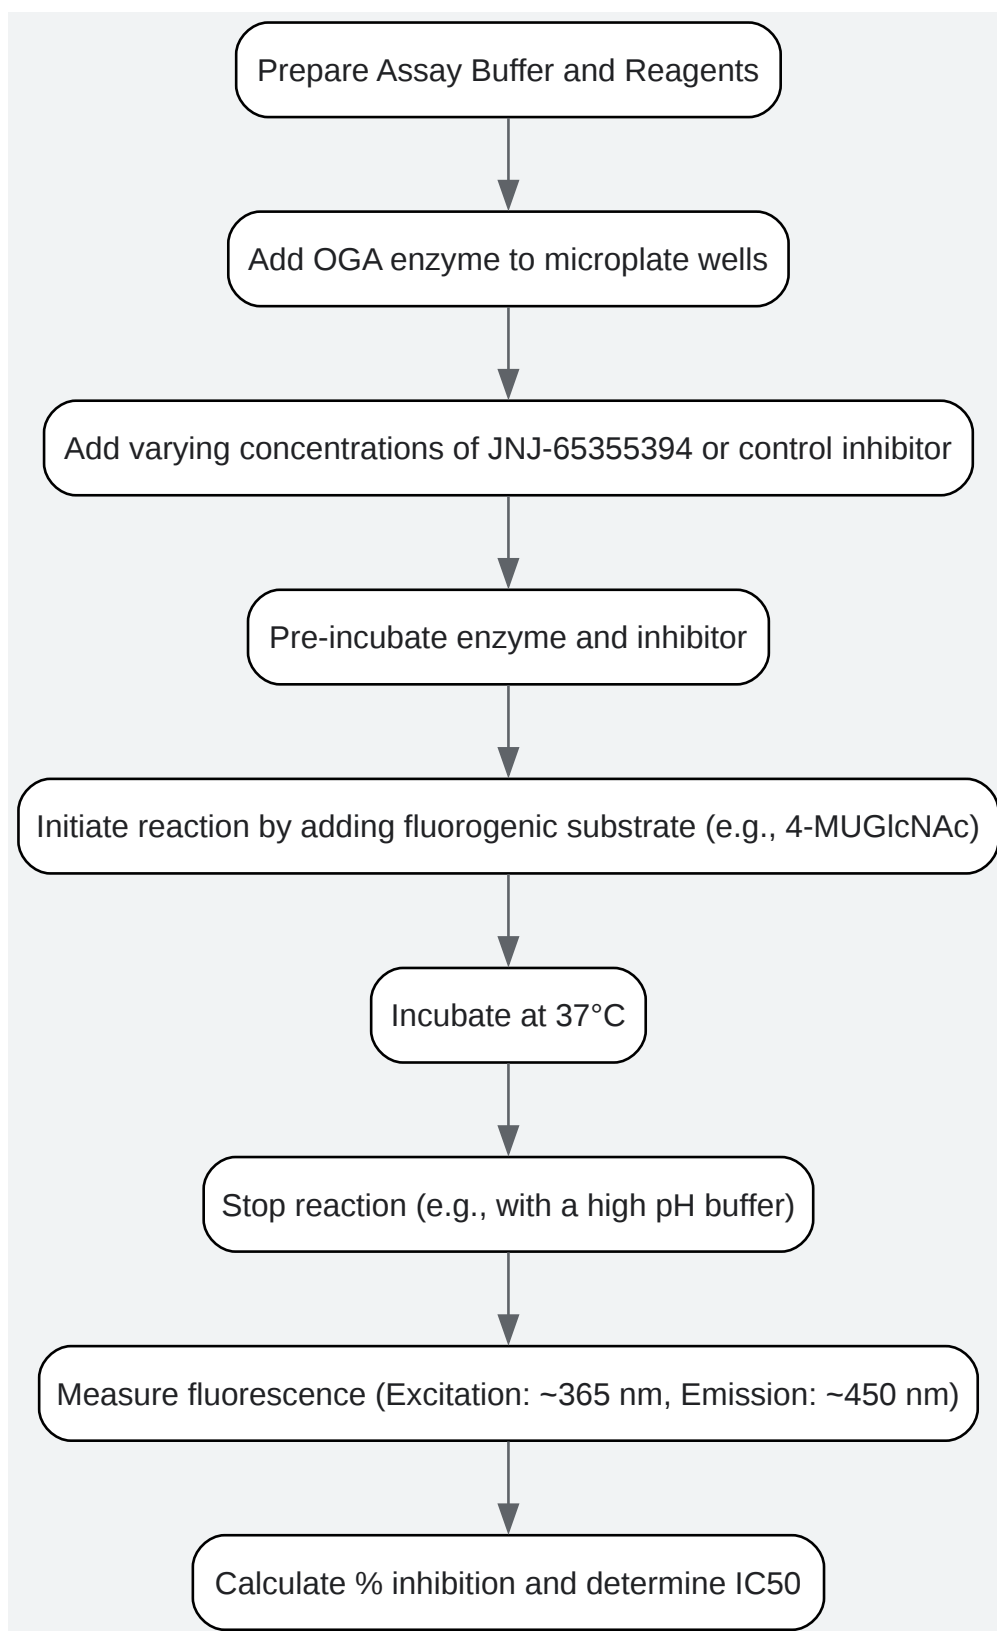 Prepare Assay Buffer and Reagents
Add OGA enzyme to microplate wells
Add varying concentrations of JNJ-65355394 or control inhibitor
Pre-incubate enzyme and inhibitor
Initiate reaction by adding fluorogenic substrate (e.g., 4-MUGlcNAc)
Incubate at 37°C
Stop reaction (e.g., with a high pH buffer)
Measure fluorescence (Excitation: ~365 nm, Emission: ~450 nm)
Calculate % inhibition and determine IC50